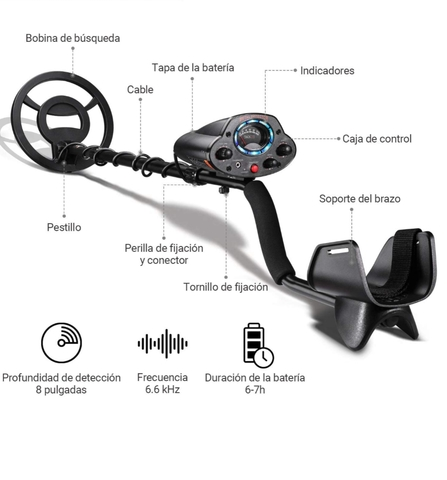 Bobina de búsqueda
Tapa de la batería
Indicadores
Cable
Caja de control
Soporte del brazo
Pestillo
Perilla de fijación
y conector
Tornillo de fijación
Profundidad de detección
8 pulgadas
Frecuencia
6.6 kHz
Duración de la batería
6-7h